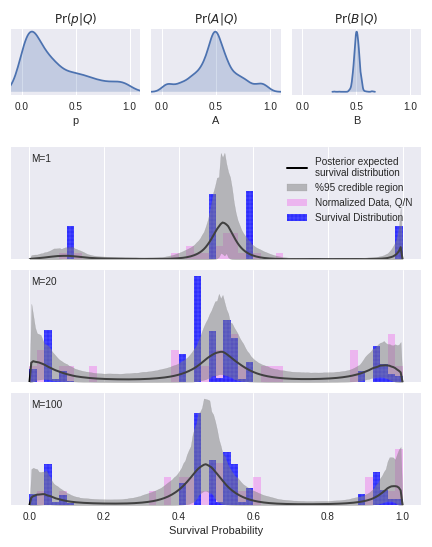 Pr(p|Q) Pr(A|Q) Pr(B|Q)
0.0 0.5 1.0 0.0 0.5 1.0 0.0 0.5 1.0
p A B
M=1
Posterior expected
survival distribution
%95 credible region
Normalized Data, Q/N
Survival Distribution
M=20
M=100
0.0 0.2 0.4 0.6 0.8 1.0
Survival Probability